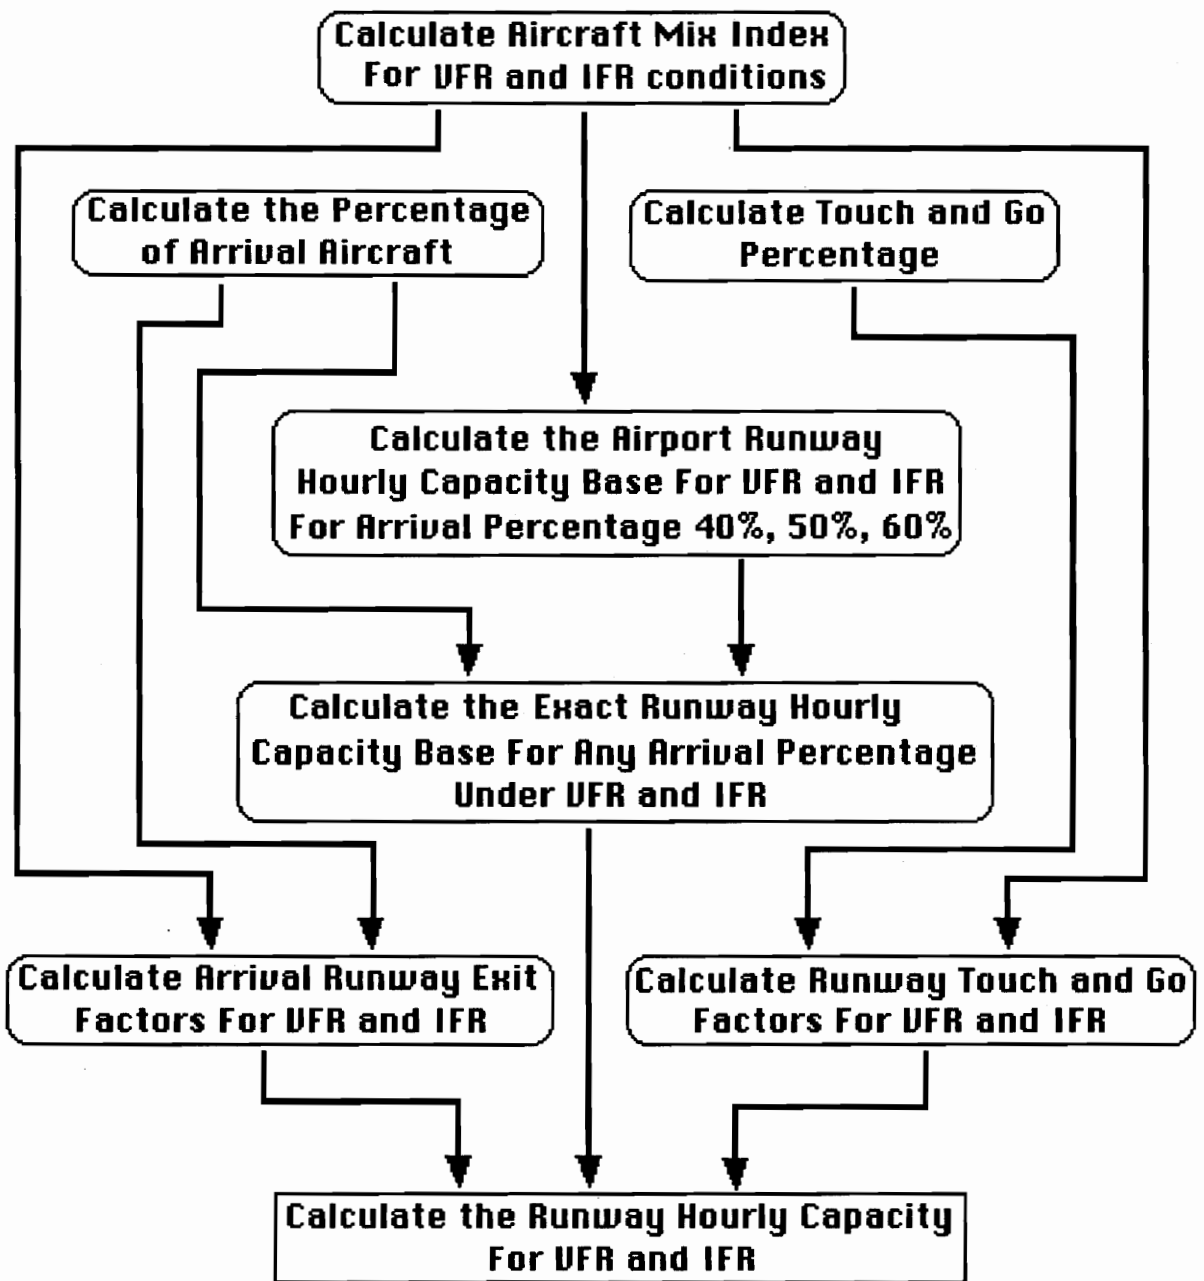 Calculate Aircraft Mix Index
For VFR and IFR conditions
Calculate the Percentage
of Arrival Aircraft
Calculate Touch and Go
Percentage
Calculate the Airport Runway
Hourly Capacity Base For VFR and IFR
For Arrival Percentage 40%, 50%, 60%
Calculate the Exact Runway Hourly
Capacity Base For Any Arrival Percentage
Under VFR and IFR
Calculate Arrival Runway Exit
Factors For VFR and IFR
Calculate Runway Touch and Go
Factors For VFR and IFR
Calculate the Runway Hourly Capacity
For VFR and IFR